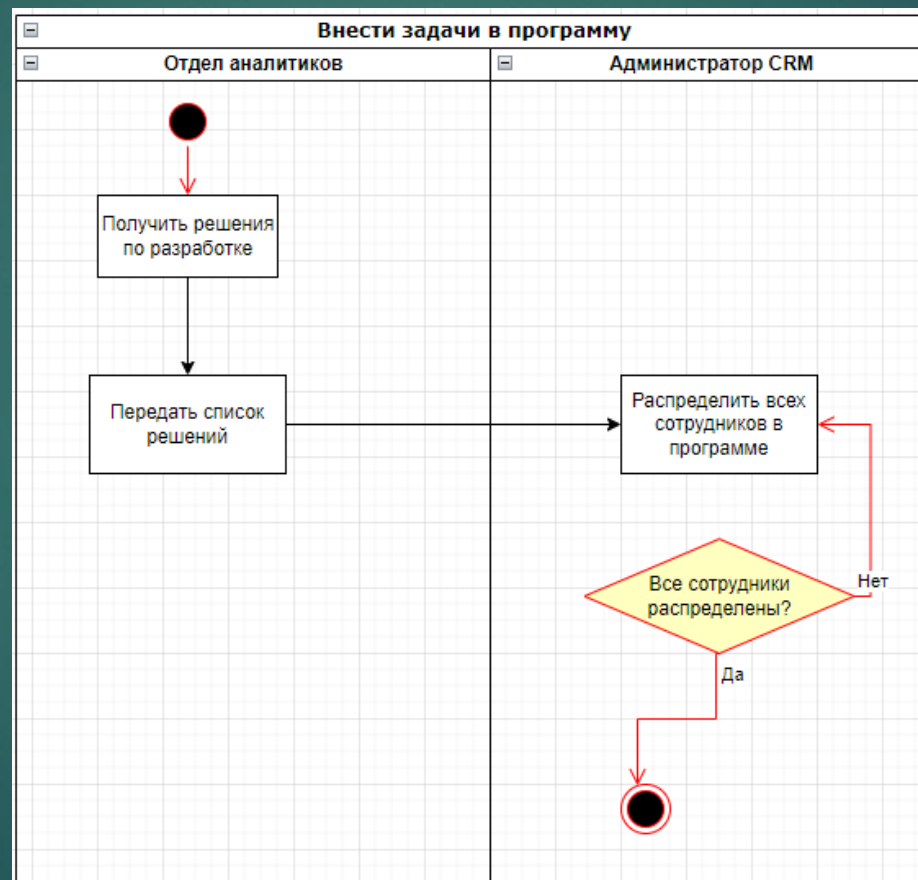 Внести задачи в программу
Отдел аналитиков
Администратор CRM
Получить решения
по разработке
Передать список
решений
Распределить всех
сотрудников в
программе
Все сотрудники
распределены?
Нет
Да